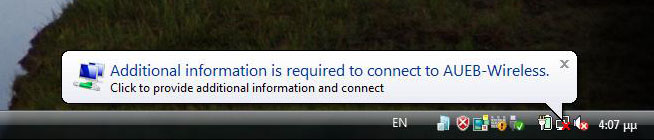 Additional information is required to connect to AUEB-Wireless.
Click to provide additional information and connect
EN
4:07 μμ